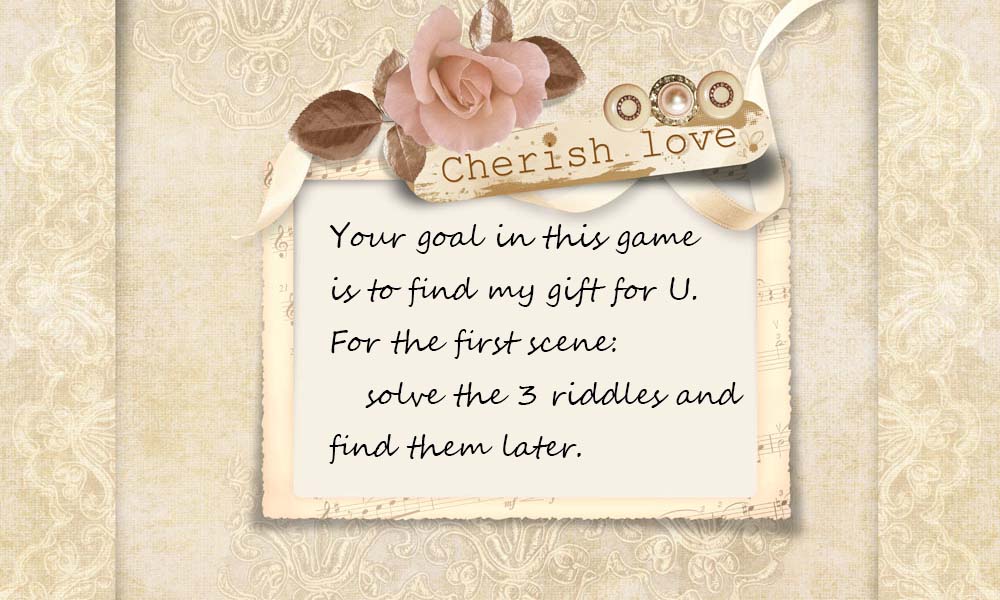 Cherish love
Your goal in this game
is to find my gift for U.
For the first scene:
solve the 3 riddles and
find them later.